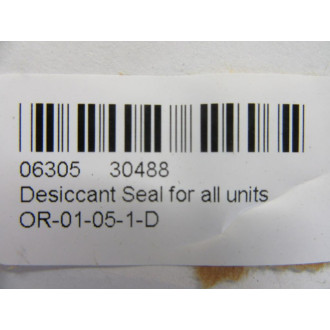 06305 30488
Desiccant Seal for all units
OR-01-05-1-D